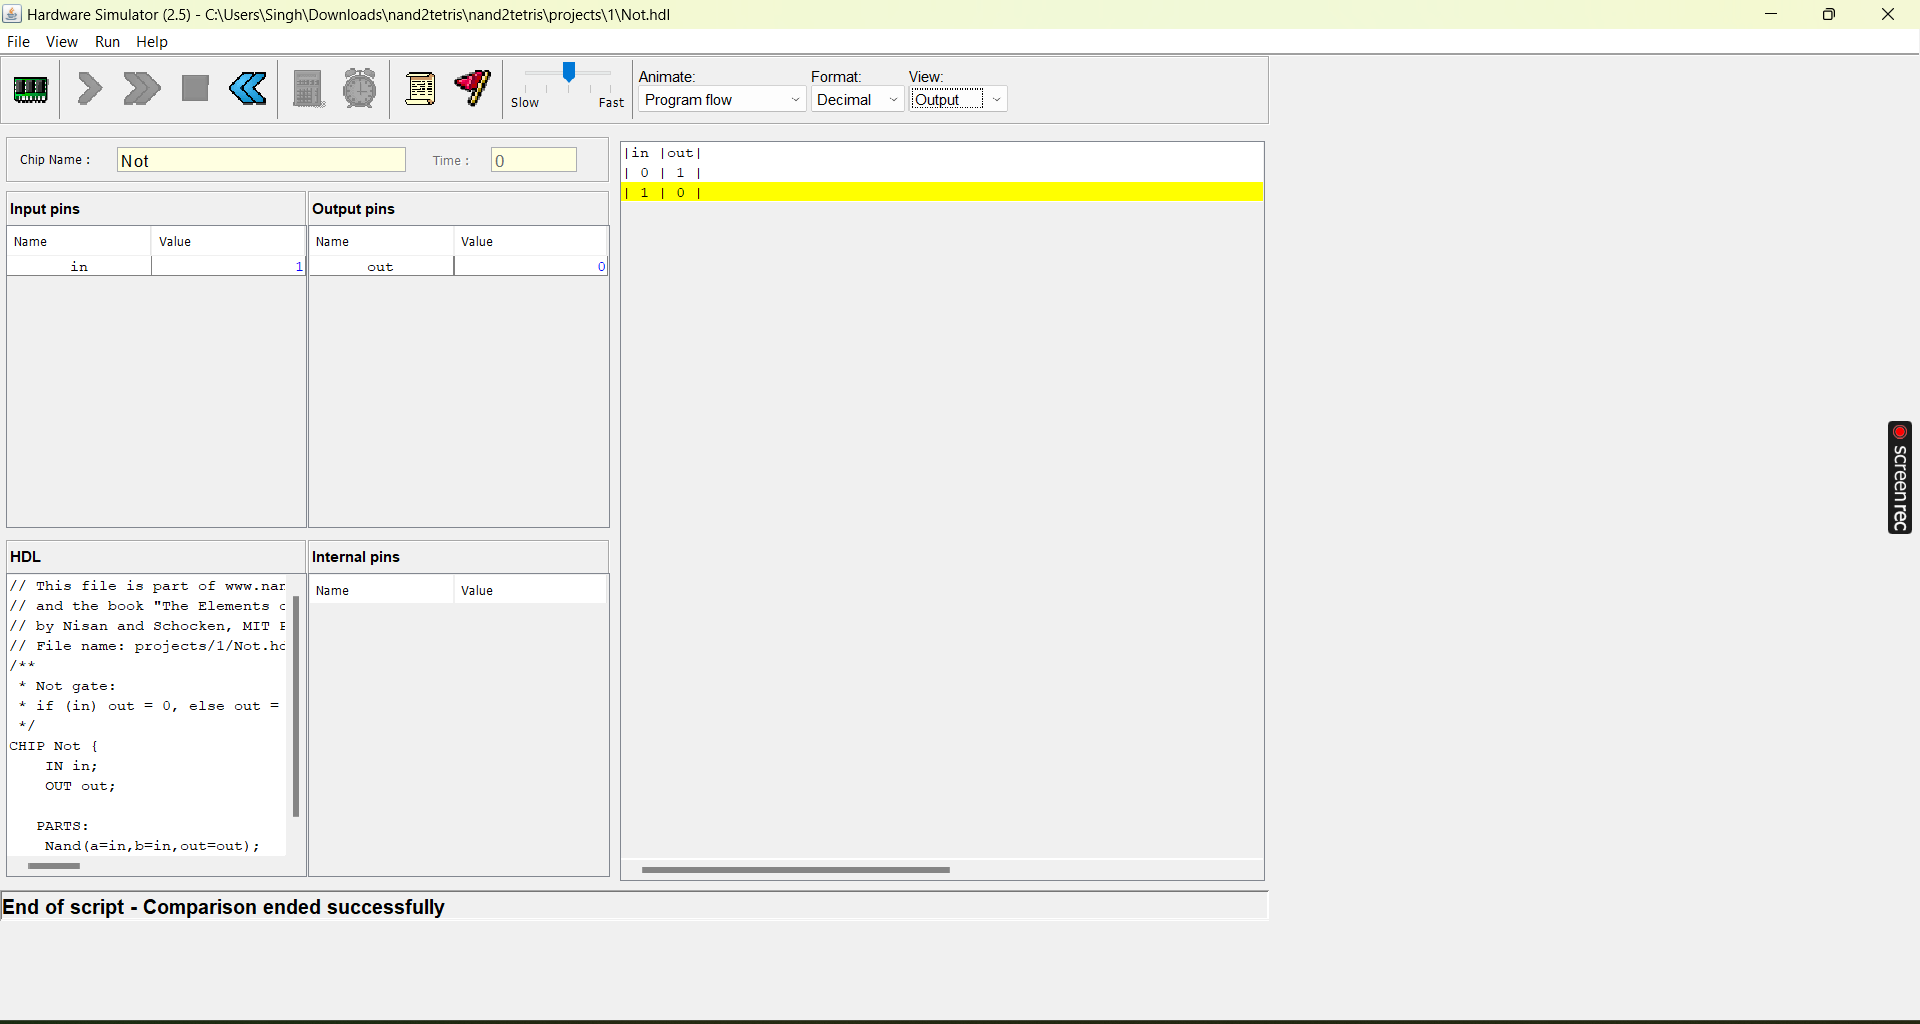 Hardware Simulator (2.5) - C:\Users\Singh\Downloads\nand2tetris\nand2tetris\projects\1\Not.hdl
File View Run Help
Animate: Format: View:
Slow Fast Program flow Decimal Output
Chip Name : Not Time : 0
|in |out|
| 0 | 1 |
| 1 | 0 |
Input pins Output pins
Name Value Name Value
in 1 out 0
HDL Internal pins
Name Value
// This file is part of www.nan
// and the book "The Elements o
// by Nisan and Schocken, MIT P
// File name: projects/1/Not.hd
/**
* Not gate:
* if (in) out = 0, else out =
*/
CHIP Not {
IN in;
OUT out;
PARTS:
Nand(a=in,b=in,out=out);
End of script - Comparison ended successfully
screenrec